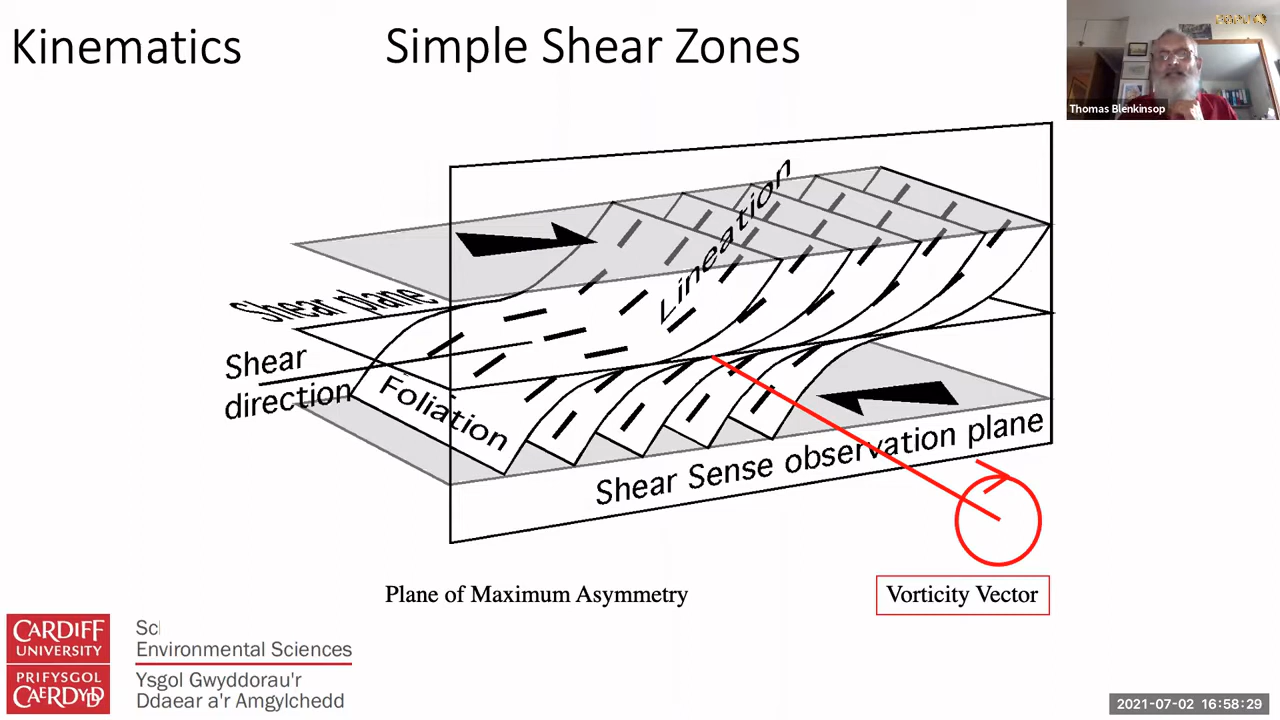 Kinematics
Simple Shear Zones
Thomas Blenkinsop
Lineation
Shear plane
Shear
direction
Foliation
Shear Sense observation plane
Plane of Maximum Asymmetry
Vorticity Vector
CARDIFF
UNIVERSITY
PRIFYSGOL
CAERDYDD
Sc
Environmental Sciences
Ysgol Gwyddorau'r
Ddaear a'r Amgylchedd
2021-07-02 16:58:29